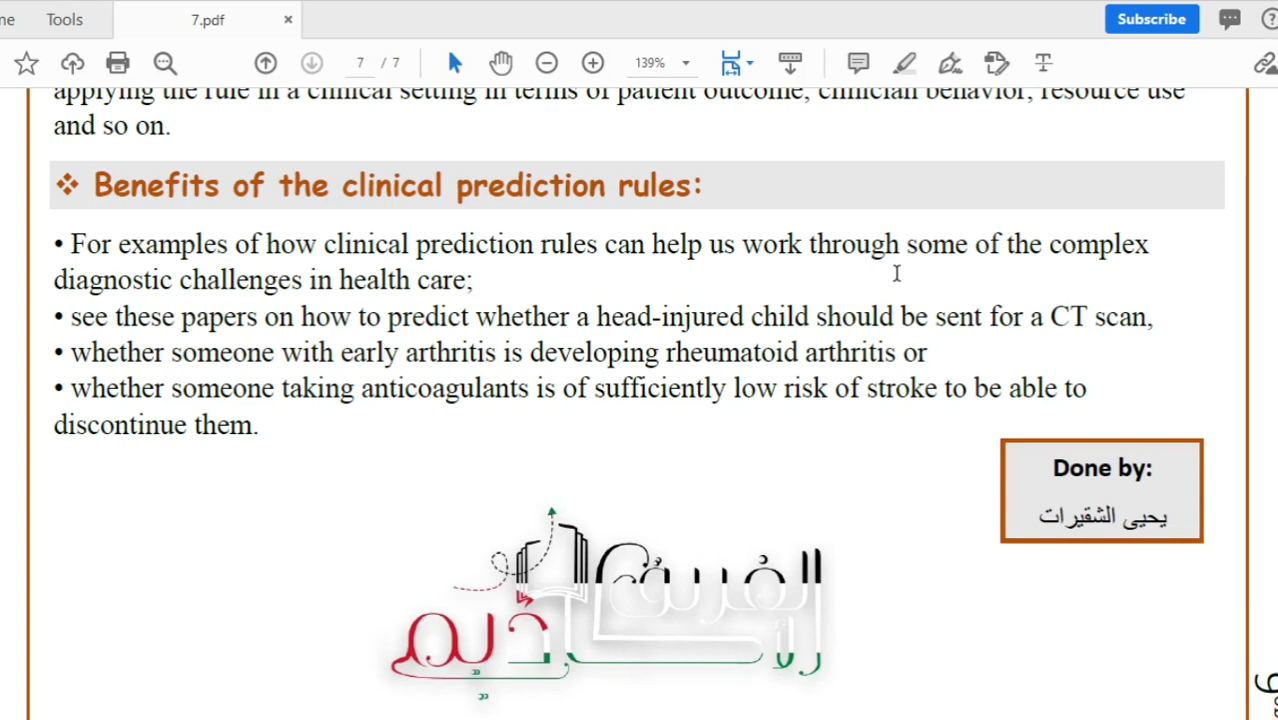 me
Tools
7.pdf
Subscribe
7 / 7
139%
applying the rule in a clinical setting in terms of patient outcome, clinician behavior, resource use
and so on.
Benefits of the clinical prediction rules:
• For examples of how clinical prediction rules can help us work through some of the complex
diagnostic challenges in health care;
• see these papers on how to predict whether a head-injured child should be sent for a CT scan,
• whether someone with early arthritis is developing rheumatoid arthritis or
• whether someone taking anticoagulants is of sufficiently low risk of stroke to be able to
discontinue them.
Done by:
يحيى الشقيرات
الفريق
الأكاديمي